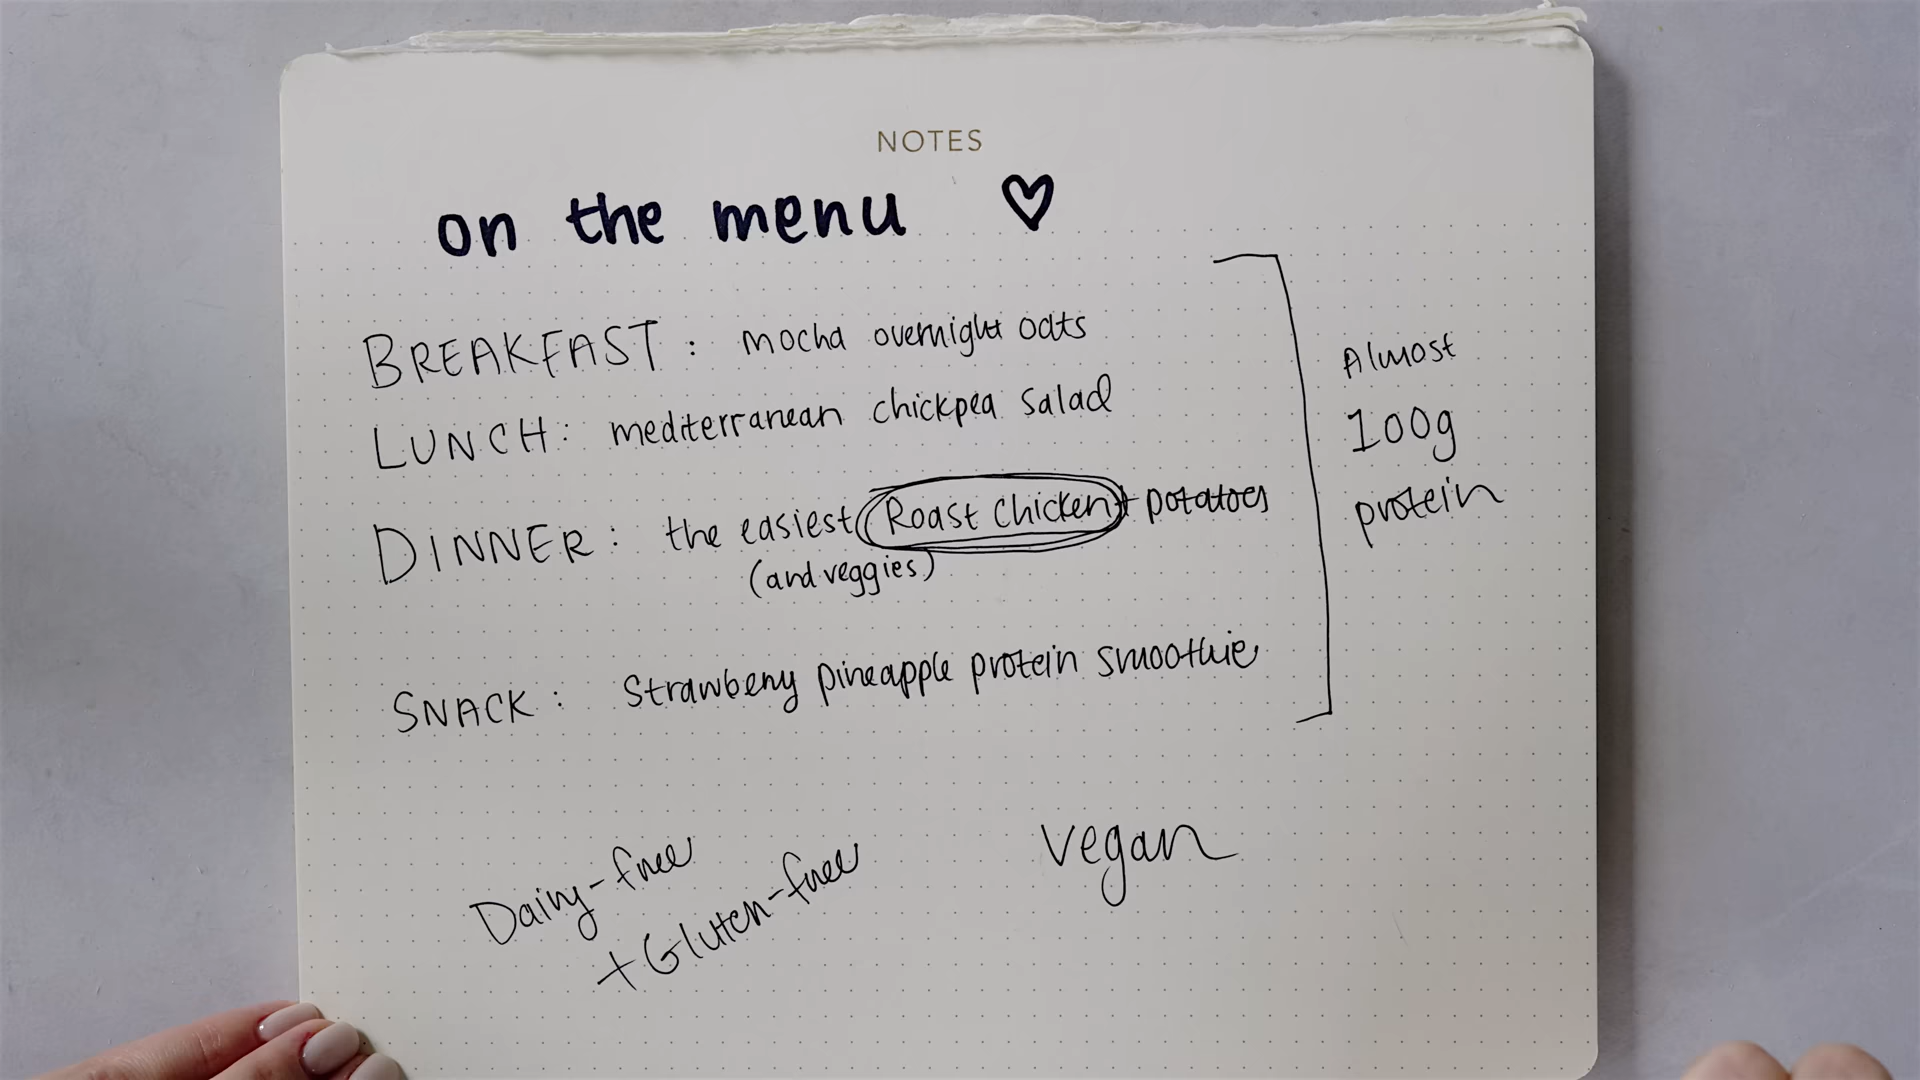 NOTES
on the menu ♡
BREAKFAST: mocha overnight oats
LUNCH: mediterranean chickpea salad
DINNER: the easiest Roast Chicken + potatoes
(and veggies)
SNACK: Strawberry pineapple protein smoothie
Almost
100g
protein
Dairy-free
+ Gluten-free
vegan